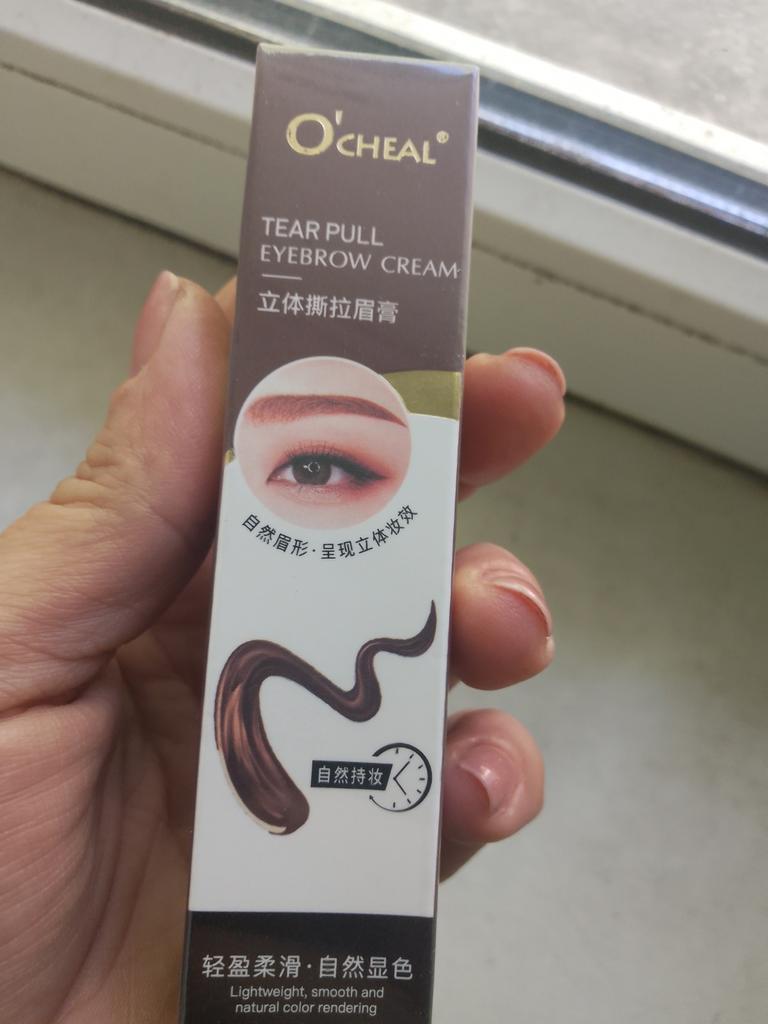 O'CHEAL®
TEAR PULL
EYEBROW CREAM
立体撕拉眉膏
自然眉形·呈现立体妆效
自然持妆
轻盈柔滑·自然显色
Lightweight, smooth and
natural color rendering